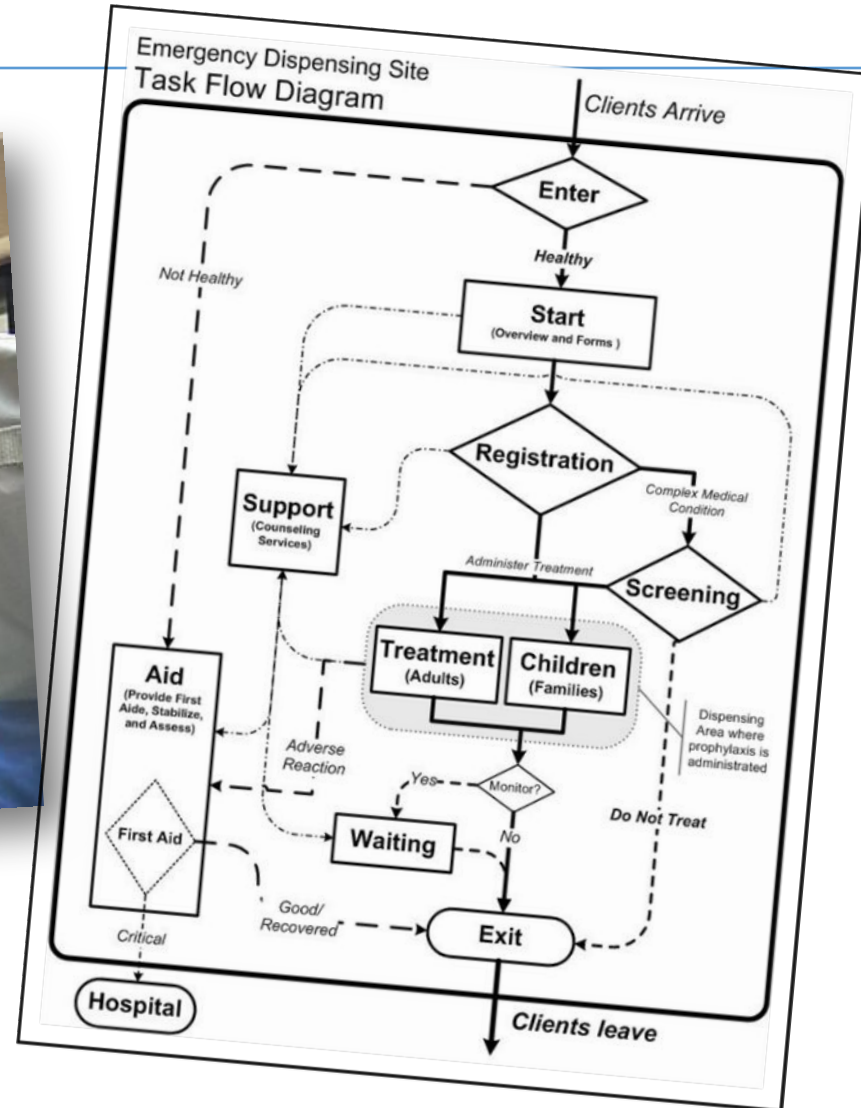 Emergency Dispensing Site
Task Flow Diagram
Clients Arrive
Enter
Healthy
Not Healthy
Start
(Overview and Forms )
Registration
Complex Medical
Condition
Support
(Counseling
Services)
Administer Treatment
Screening
Treatment
(Adults)
Children
(Families)
Aid
(Provide First
Aide, Stabilize,
and Assess)
Dispensing
Area where
prophylaxis is
administrated
Adverse
Reaction
Yes
Monitor?
Do Not Treat
First Aid
Waiting
No
Good/
Recovered
Exit
Critical
Hospital
Clients leave